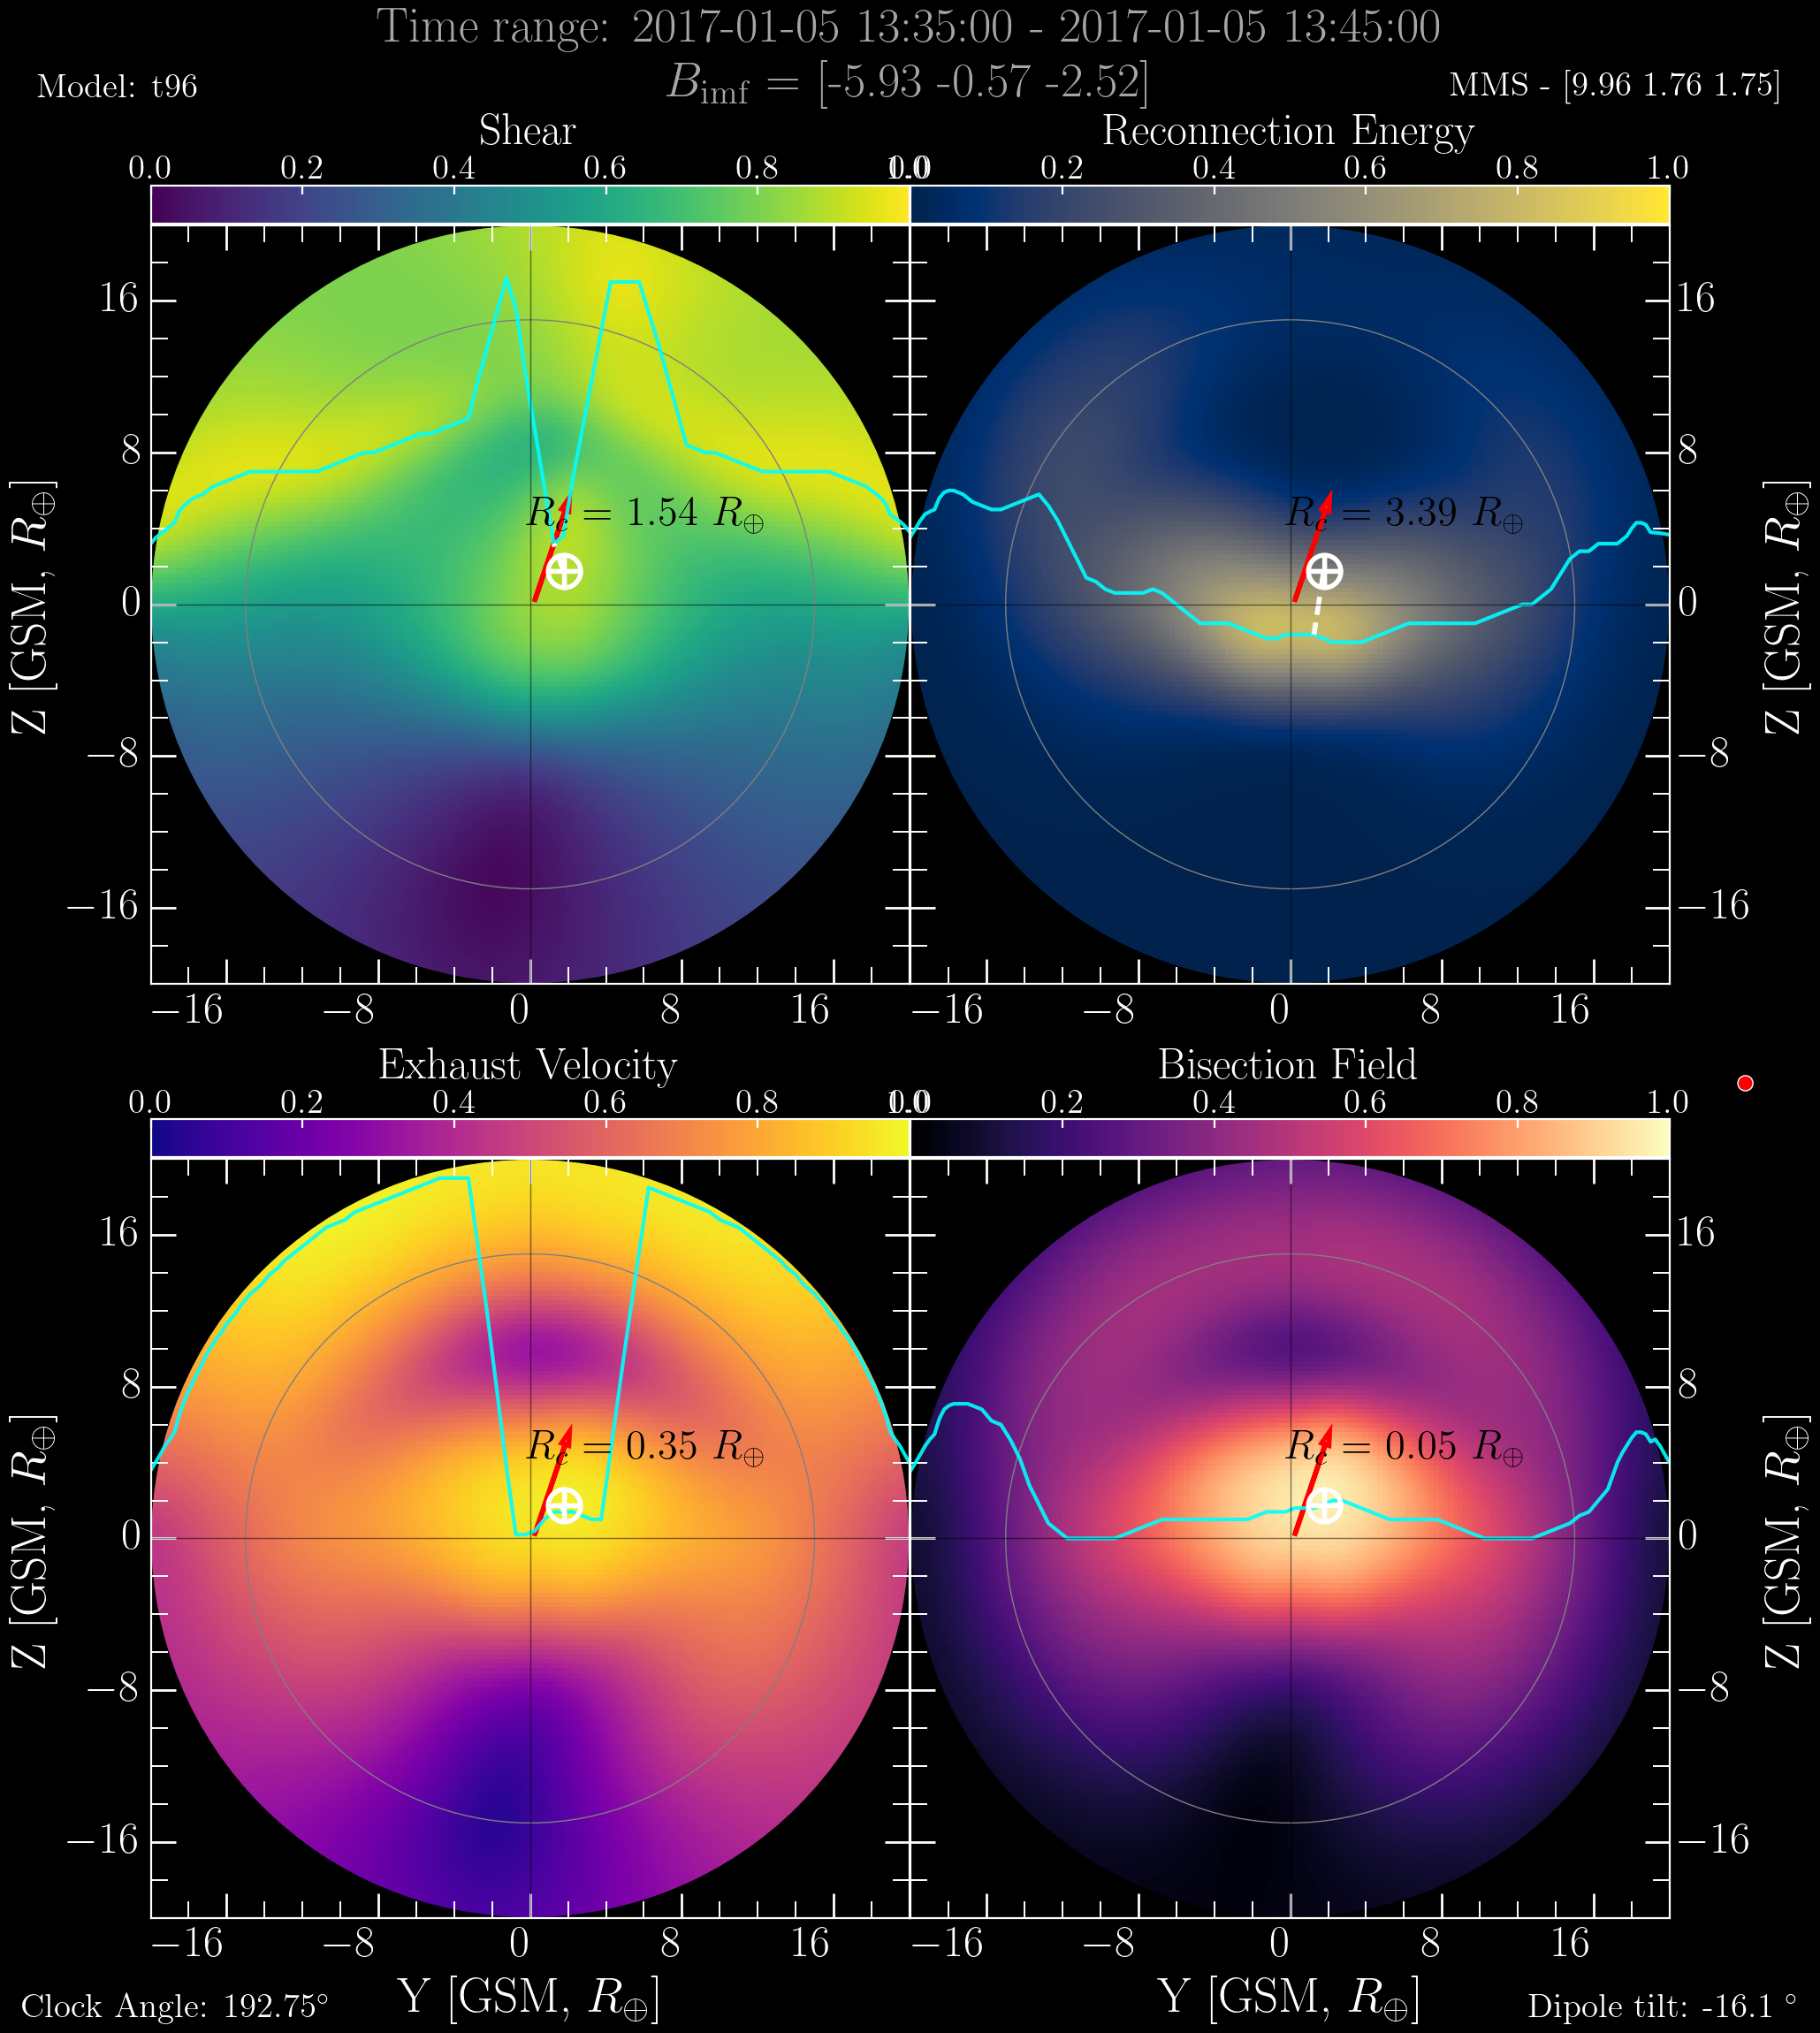 Time range: 2017-01-05 13:35:00 - 2017-01-05 13:45:00
Model: t96
B_imf = [-5.93 -0.57 -2.52]
MMS - [9.96 1.76 1.75]
Shear
Reconnection Energy
0.0 0.2 0.4 0.6 0.8 1.0
0.0 0.2 0.4 0.6 0.8 1.0
16 8 0 −8 −16
Z [GSM, R⊕]
R_c = 1.54 R⊕
R_c = 3.39 R⊕
16 8 0 −8 −16
Z [GSM, R⊕]
−16 −8 0 8 16
−16 −8 0 8 16
Exhaust Velocity
Bisection Field
0.0 0.2 0.4 0.6 0.8 1.0
0.0 0.2 0.4 0.6 0.8 1.0
16 8 0 −8 −16
Z [GSM, R⊕]
R_c = 0.35 R⊕
R_c = 0.05 R⊕
16 8 0 −8 −16
Z [GSM, R⊕]
−16 −8 0 8 16
−16 −8 0 8 16
Y [GSM, R⊕]
Y [GSM, R⊕]
Clock Angle: 192.75°
Dipole tilt: -16.1 °